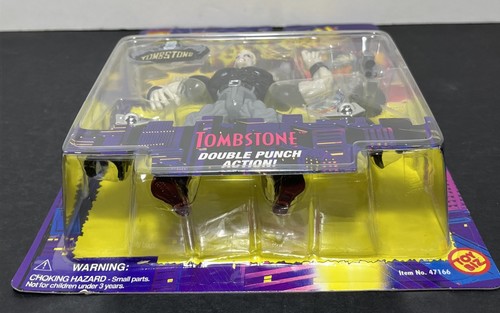 TOMBSTONE
TOMBSTONE
DOUBLE PUNCH
ACTION!
WARNING:
CHOKING HAZARD - Small parts.
Not for children under 3 years.
Item No. 47166
TOY
BIZ